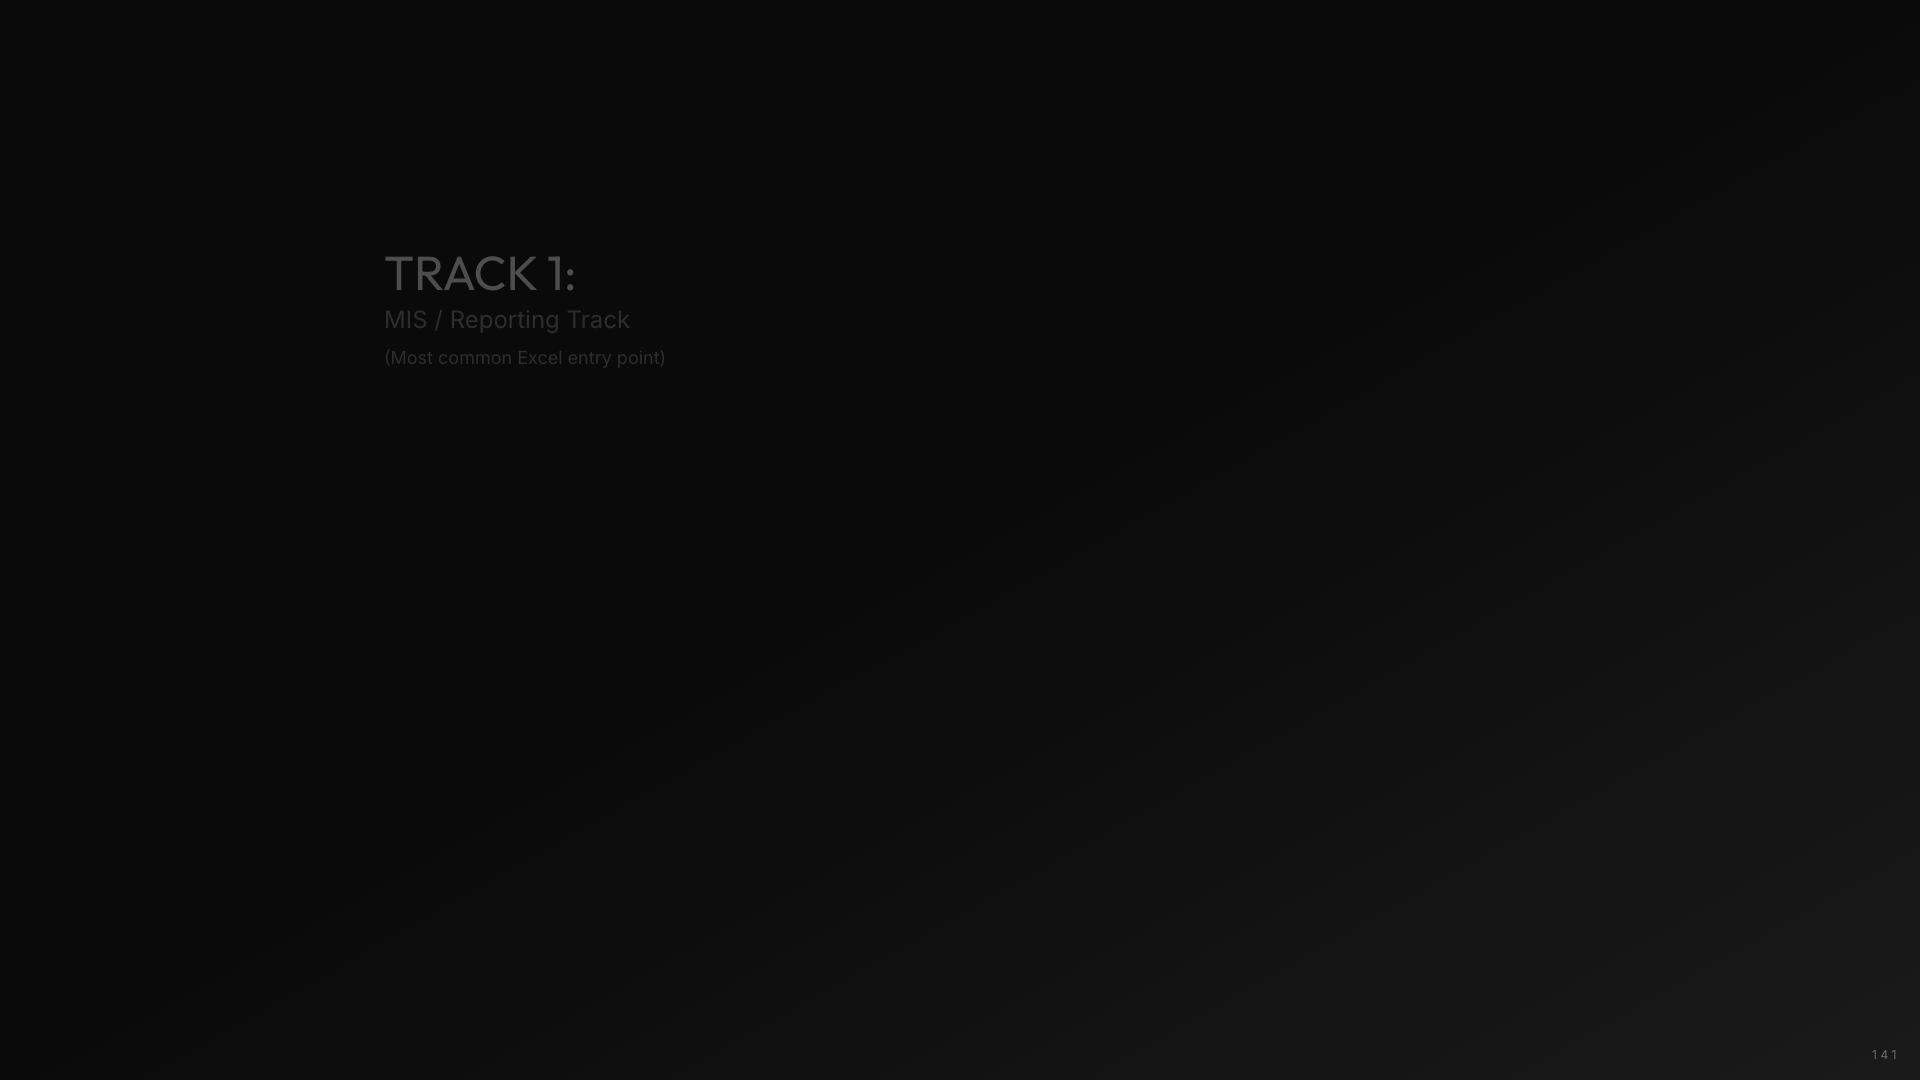 TRACK 1:
MIS / Reporting Track
(Most common Excel entry point)
141